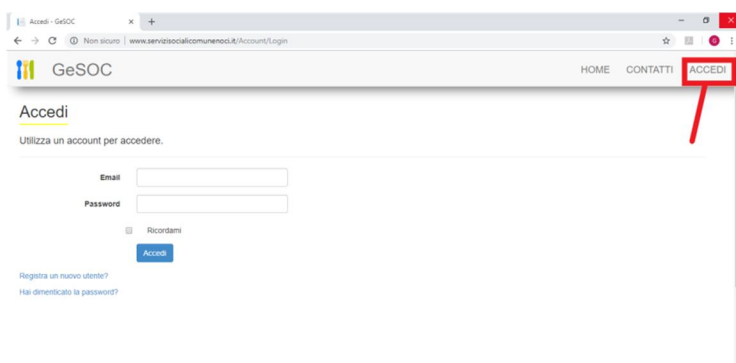 Accedi - GeSOC
Non sicuro | www.servizisocialicomunenoci.it/Account/Login
GeSOC
HOME CONTATTI ACCEDI
Accedi
Utilizza un account per accedere.
Email
Password
Ricordami
Accedi
Registra un nuovo utente?
Hai dimenticato la password?